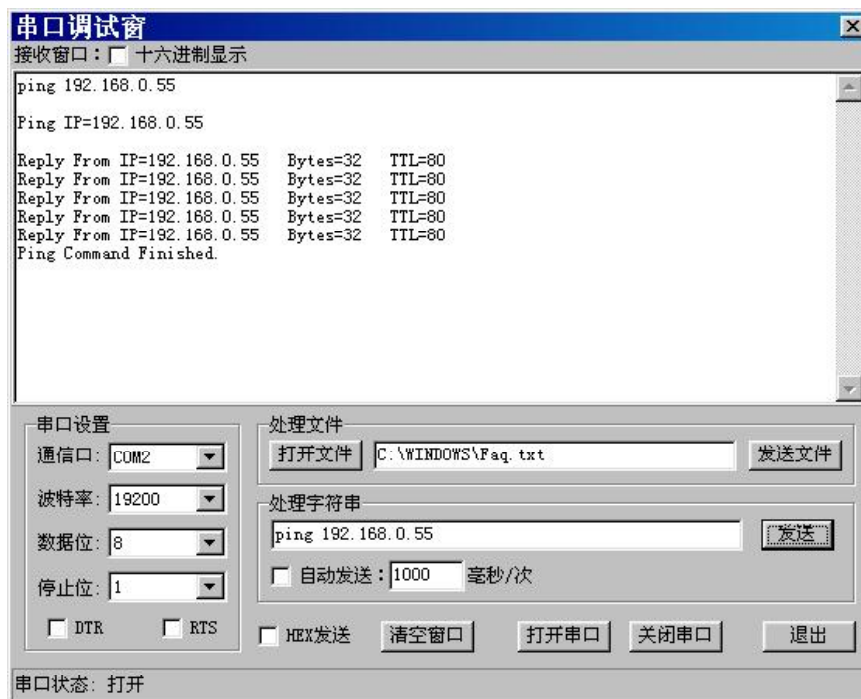 串口调试窗
接收窗口： 十六进制显示
ping 192.168.0.55
Ping IP=192.168.0.55
Reply From IP=192.168.0.55 Bytes=32 TTL=80
Reply From IP=192.168.0.55 Bytes=32 TTL=80
Reply From IP=192.168.0.55 Bytes=32 TTL=80
Reply From IP=192.168.0.55 Bytes=32 TTL=80
Reply From IP=192.168.0.55 Bytes=32 TTL=80
Ping Command Finished.
串口设置
通信口: COM2
波特率: 19200
数据位: 8
停止位: 1
DTR RTS
处理文件
打开文件 C:\WINDOWS\Faq.txt 发送文件
处理字符串
ping 192.168.0.55 发送
自动发送：1000 毫秒/次
HEX发送 清空窗口 打开串口 关闭串口 退出
串口状态: 打开